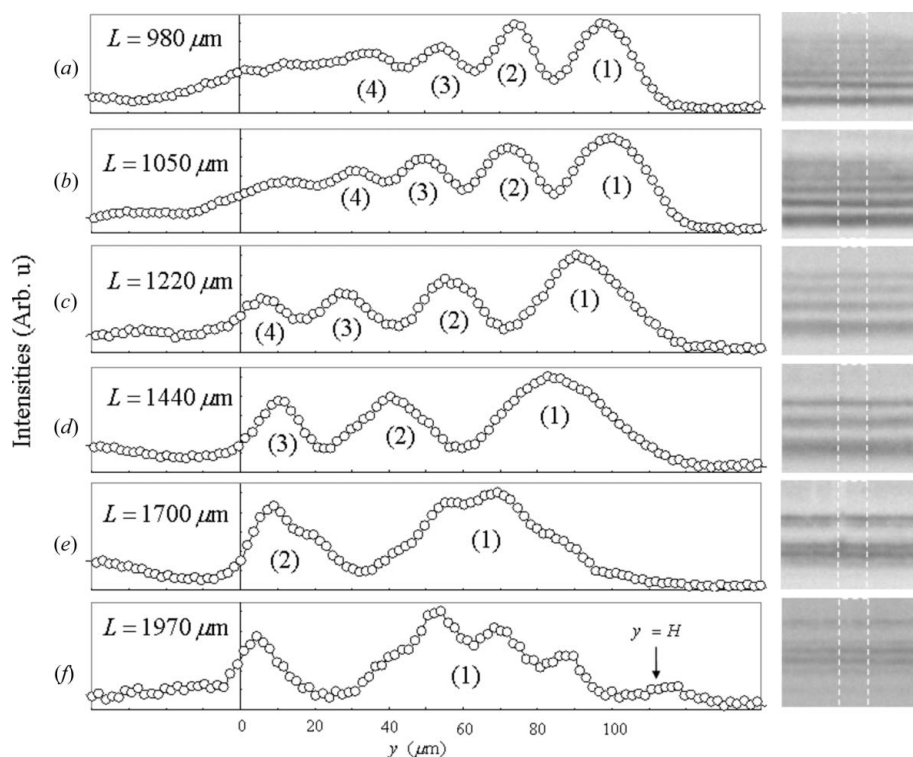 Intensities (Arb. u)
(a)
L = 980 μm
(4)
(3)
(2)
(1)
(b)
L = 1050 μm
(4)
(3)
(2)
(1)
(c)
L = 1220 μm
(4)
(3)
(2)
(1)
(d)
L = 1440 μm
(3)
(2)
(1)
(e)
L = 1700 μm
(2)
(1)
(f)
L = 1970 μm
(1)
y = H
0 20 40 60 80 100
y (μm)